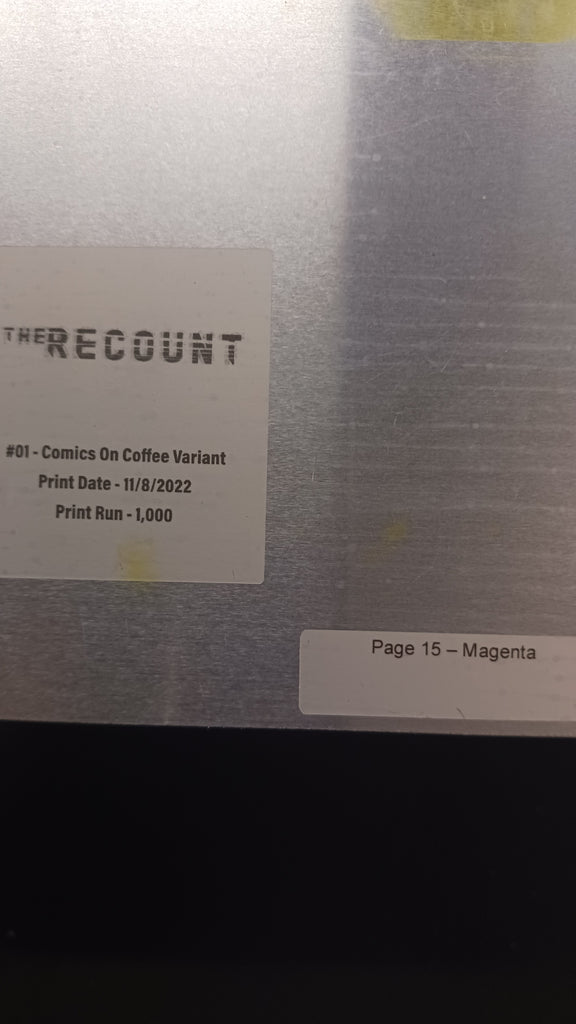 THE RECOUNT
#01 - Comics On Coffee Variant
Print Date - 11/8/2022
Print Run - 1,000
Page 15 – Magenta